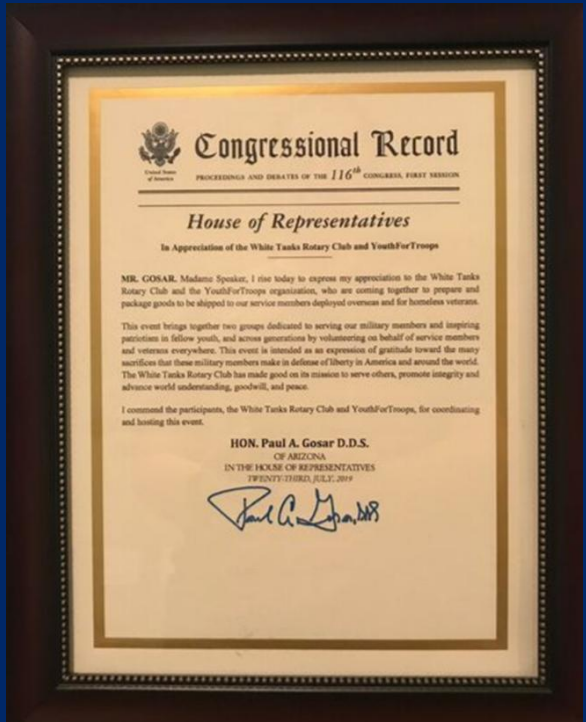 Congressional Record
United States
of America
PROCEEDINGS AND DEBATES OF THE 116th CONGRESS, FIRST SESSION
House of Representatives
In Appreciation of the White Tanks Rotary Club and YouthForTroops
MR. GOSAR. Madame Speaker, I rise today to express my appreciation to the White Tanks
Rotary Club and the YouthForTroops organization, who are coming together to prepare and
package goods to be shipped to our service members deployed overseas and for homeless veterans.
This event brings together two groups dedicated to serving our military members and inspiring
patriotism in fellow youth, and across generations by volunteering on behalf of service members
and veterans everywhere. This event is intended as an expression of gratitude toward the many
sacrifices that these military members make in defense of liberty in America and around the world.
The White Tanks Rotary Club has made good on its mission to serve others, promote integrity and
advance world understanding, goodwill, and peace.
I commend the participants, the White Tanks Rotary Club and YouthForTroops, for coordinating
and hosting this event.
HON. Paul A. Gosar D.D.S.
OF ARIZONA
IN THE HOUSE OF REPRESENTATIVES
TWENTY-THIRD, JULY, 2019
Paul A. Gosar, DDS